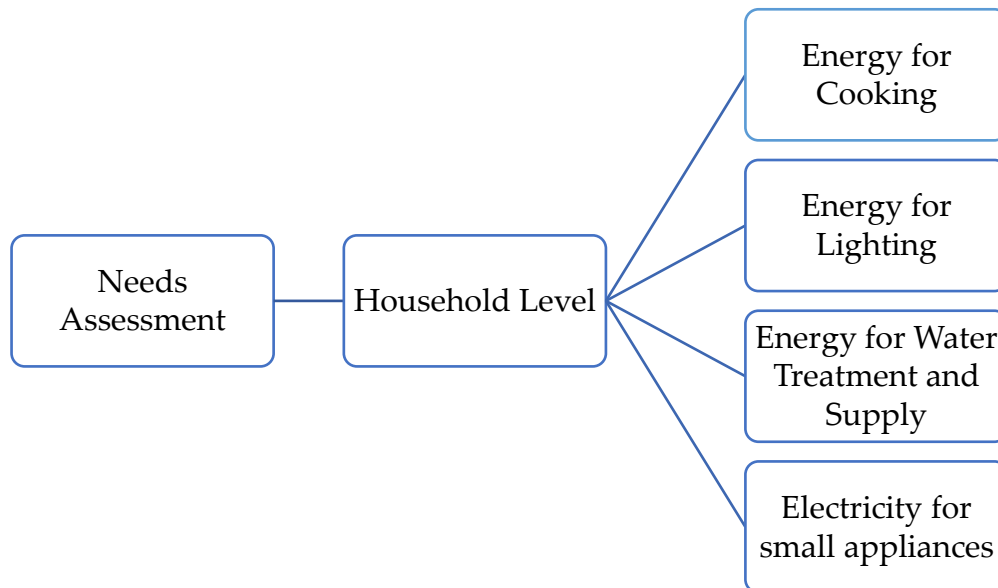 Needs
Assessment
Household Level
Energy for
Cooking
Energy for
Lighting
Energy for Water
Treatment and
Supply
Electricity for
small appliances